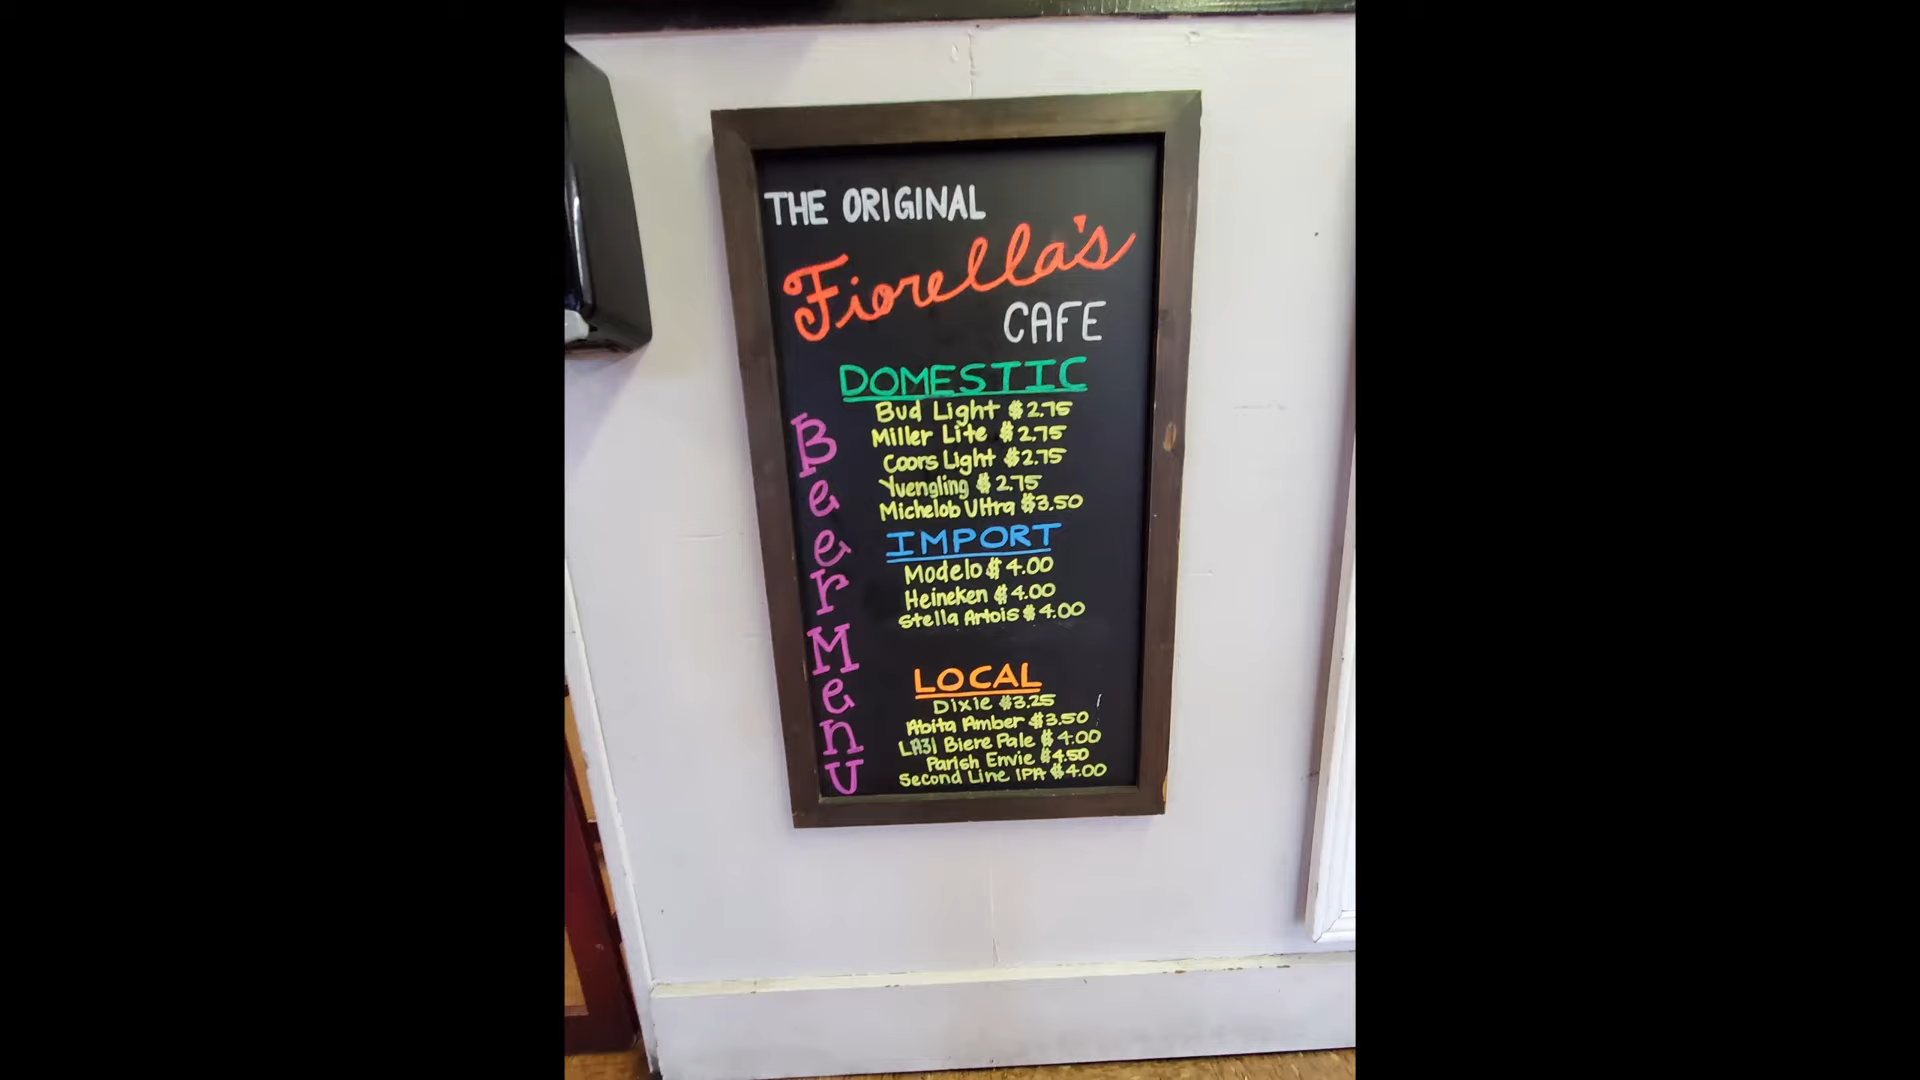 THE ORIGINAL
Fiorella's
CAFE
Beer Menu
DOMESTIC
Bud Light $2.75
Miller Lite $2.75
Coors Light $2.75
Yuengling $2.75
Michelob Ultra $3.50
IMPORT
Modelo $4.00
Heineken $4.00
Stella Artois $4.00
LOCAL
Dixie $3.25
Abita Amber $3.50
LA31 Biere Pale $4.00
Parish Envie $4.50
Second Line IPA $4.00